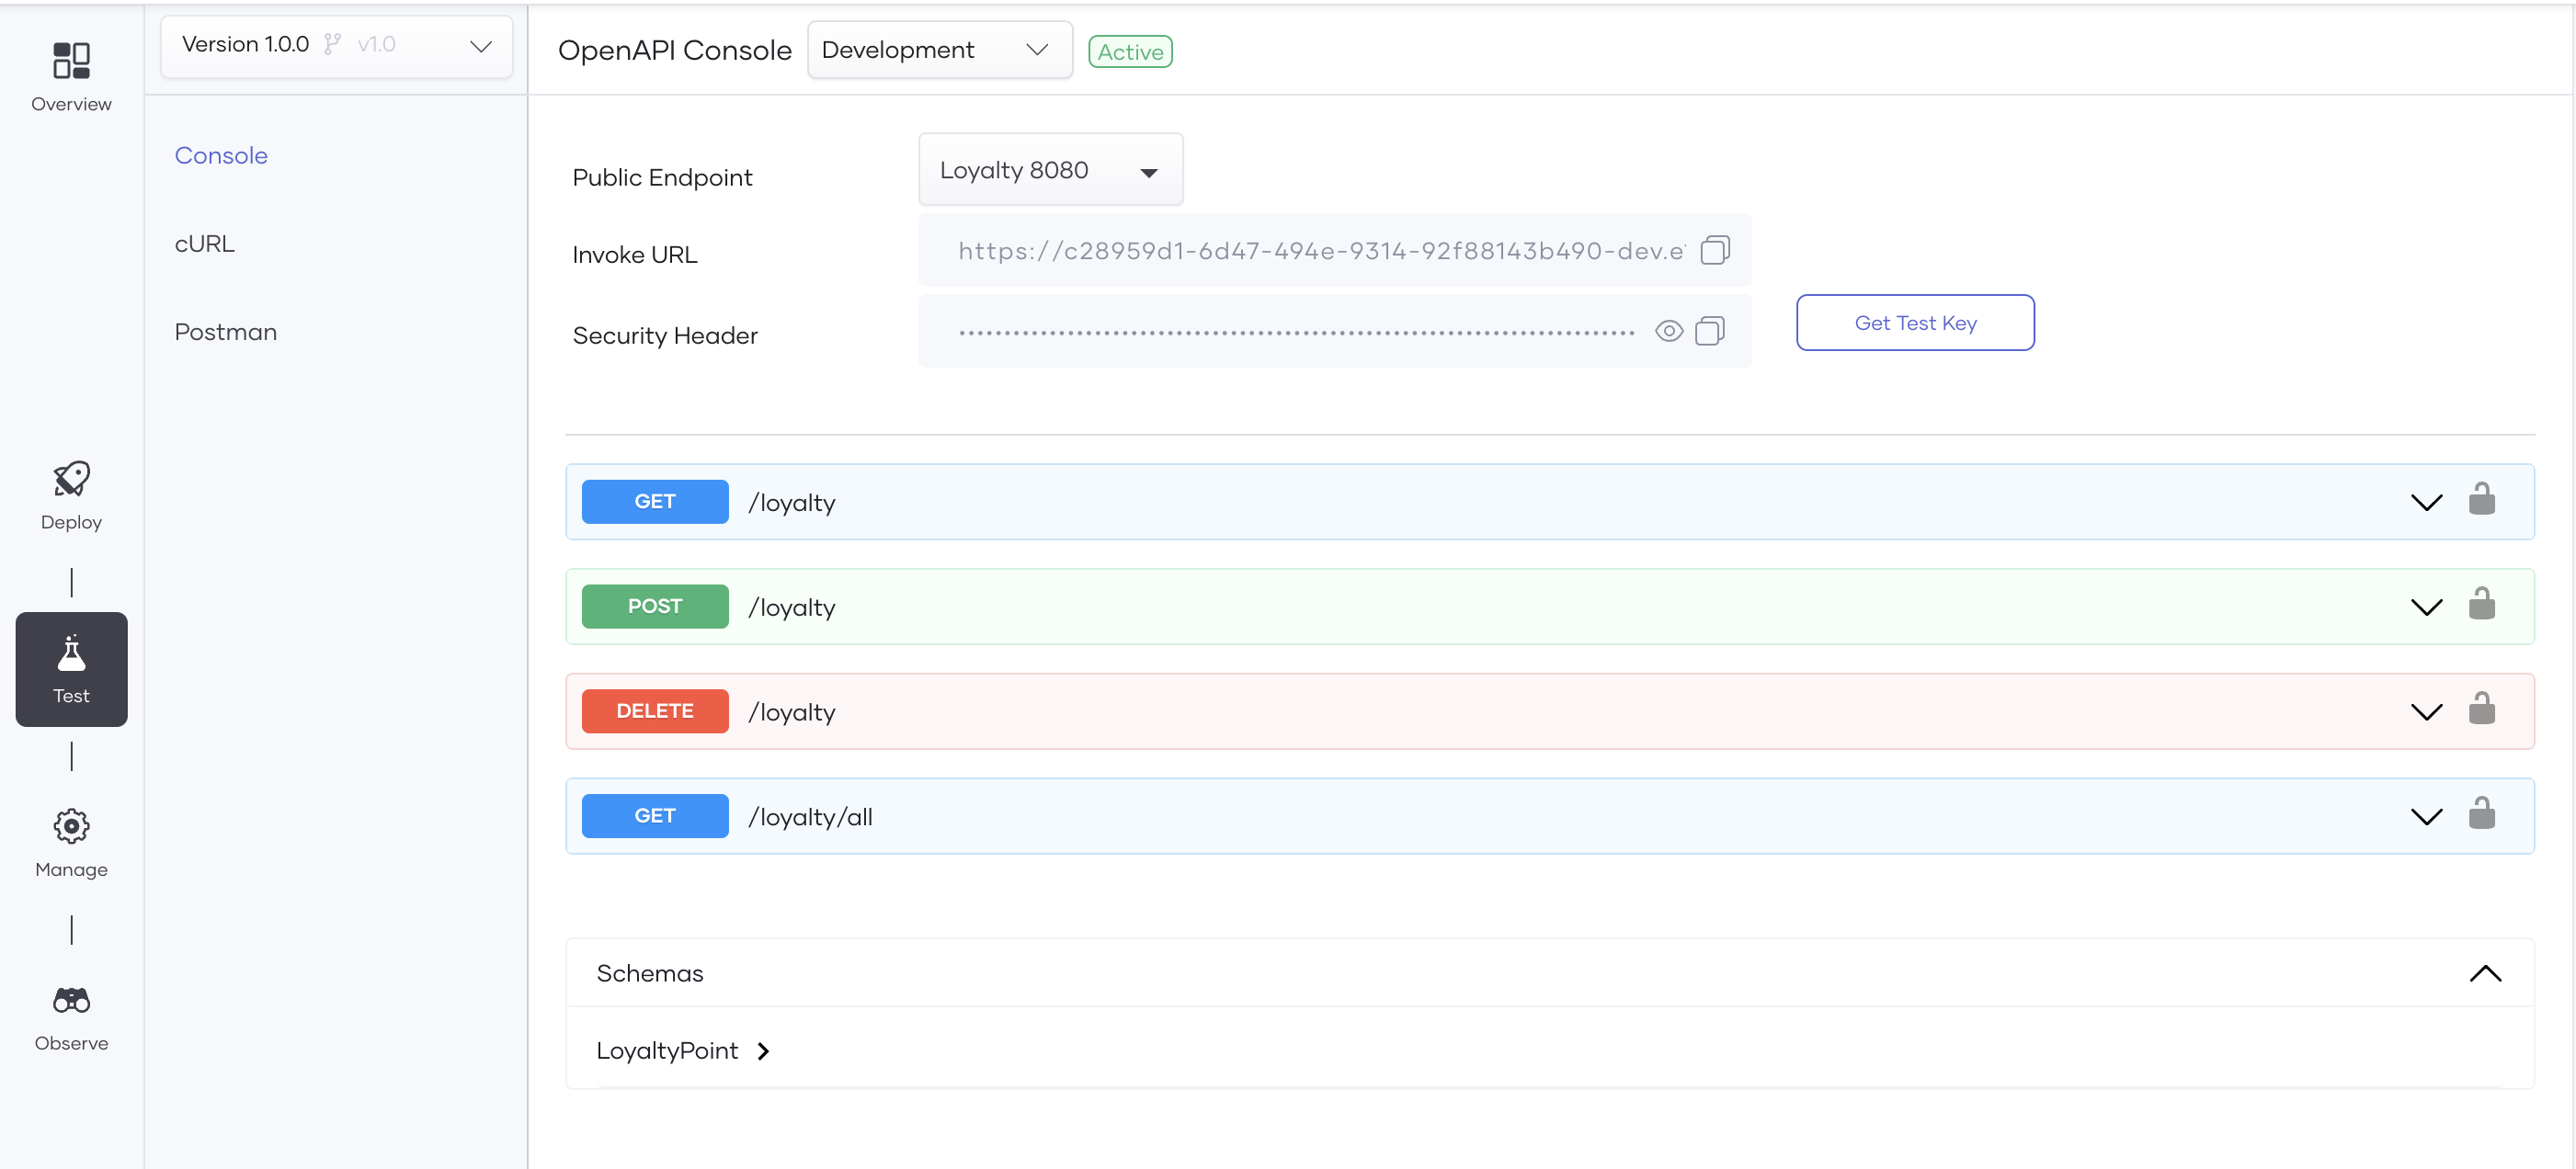 Overview
Deploy
Test
Manage
Observe
Version 1.0.0 v1.0
Console
cURL
Postman
OpenAPI Console Development Active
Public Endpoint Loyalty 8080
Invoke URL https://c28959d1-6d47-494e-9314-92f88143b490-dev.e
Security Header Get Test Key
GET /loyalty
POST /loyalty
DELETE /loyalty
GET /loyalty/all
Schemas
LoyaltyPoint